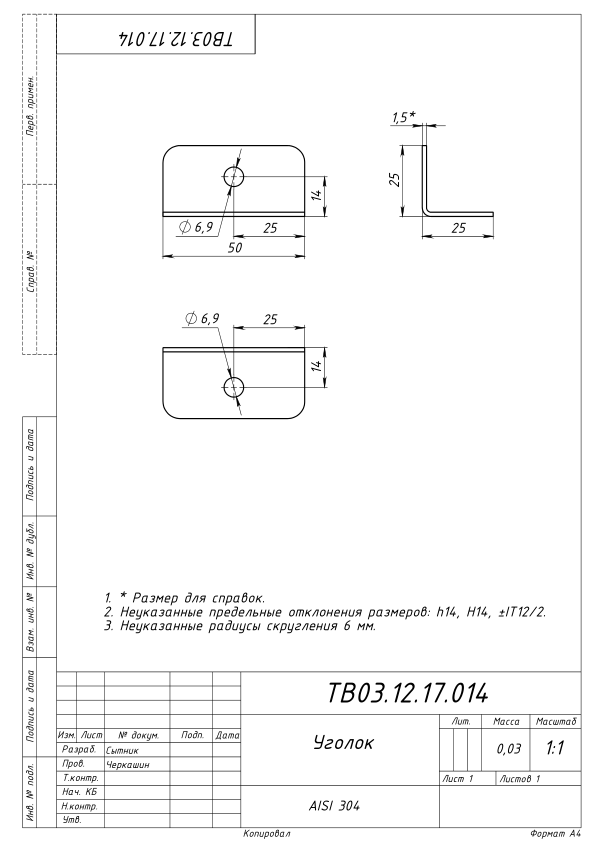 ТВ03.12.17.014
Перв. примен.
Справ. №
Подпись и дата
Инв. № дубл.
Взам. инв. №
Подпись и дата
Инв. № подл.
1,5*
25
25
14
∅ 6,9
25
50
∅ 6,9
25
14
1. * Размер для справок.
2. Неуказанные предельные отклонения размеров: h14, H14, ±IT12/2.
3. Неуказанные радиусы скругления 6 мм.
ТВ03.12.17.014
Изм. Лист № докум. Подп. Дата
Разраб. Сытник
Пров. Черкашин
Т.контр.
Нач. КБ
Н.контр.
Утв.
Уголок
Лит. Масса Масштаб
0,03 1:1
Лист 1 Листов 1
AISI 304
Копировал Формат А4